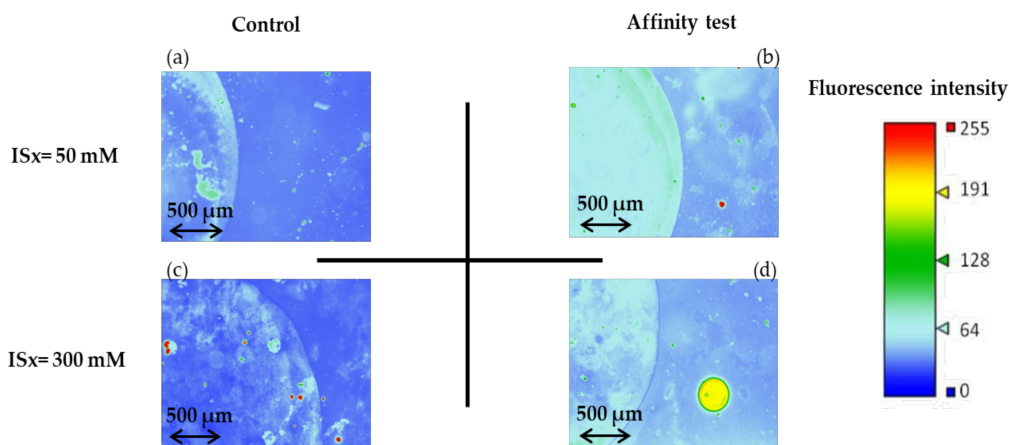 Control
Affinity test
(a)
(b)
Fluorescence intensity
ISx= 50 mM
500 μm
500 μm
255
191
128
64
0
(c)
(d)
ISx= 300 mM
500 μm
500 μm